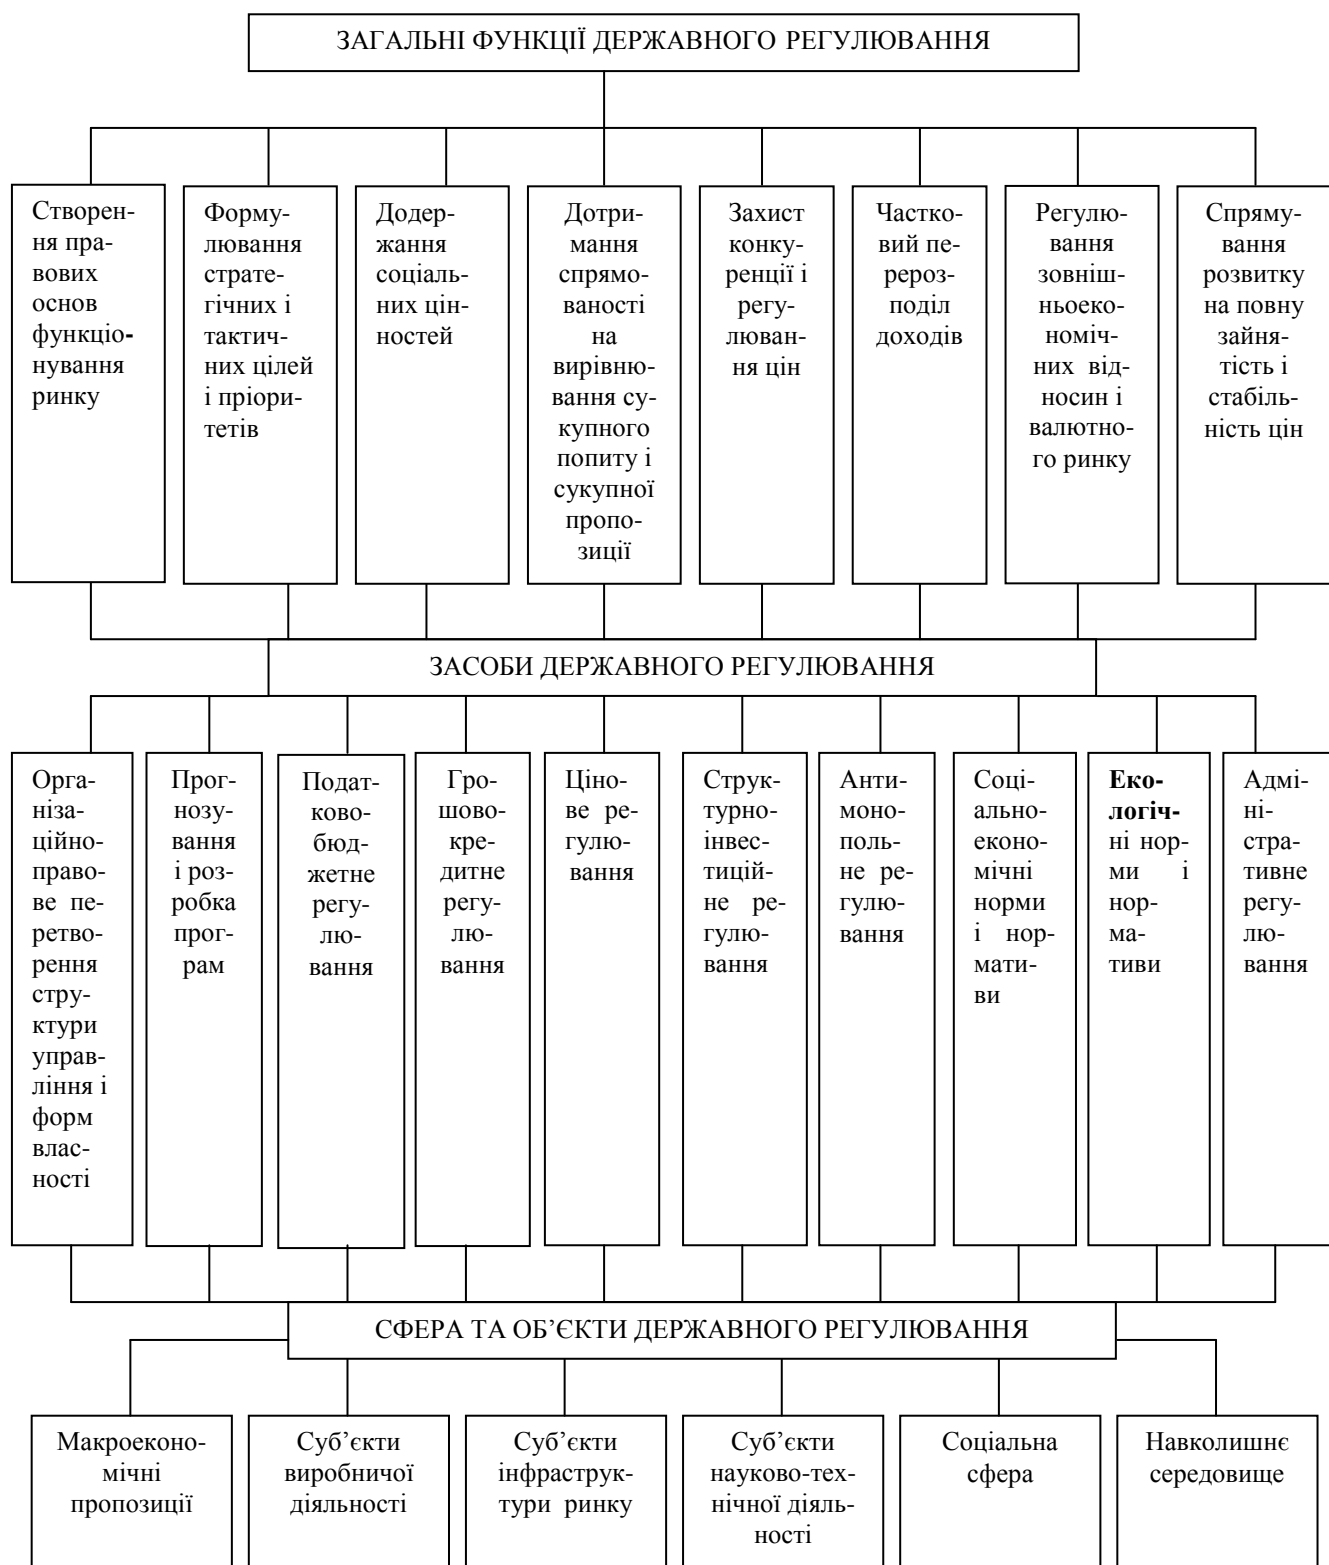 ЗАГАЛЬНІ ФУНКЦІЇ ДЕРЖАВНОГО РЕГУЛЮВАННЯ
Створен-
ня пра-
вових
основ
функціо-
нування
ринку
Форму-
лювання
страте-
гічних і
тактич-
них цілей
і пріори-
тетів
Додер-
жання
соціаль-
них цін-
ностей
Дотри-
мання
спрямо-
ваності
на
вирівню-
вання су-
купного
попиту і
сукупної
пропо-
зиції
Захист
конку-
ренції і
регу-
люван-
ня цін
Частко-
вий пе-
рероз-
поділ
доходів
Регулю-
вання
зовніш-
ньоеко-
номіч-
них від-
носин і
валютно-
го ринку
Спряму-
вання
розвитку
на повну
зайня-
тість і
стабіль-
ність цін
ЗАСОБИ ДЕРЖАВНОГО РЕГУЛЮВАННЯ
Орга-
ніза-
ційно-
право-
ве пе-
ретво-
рення
стру-
ктури
управ-
ління і
форм
влас-
ності
Прог-
нозу-
вання
і роз-
робка
прог-
рам
Подат-
ково-
бюд-
жетне
регу-
лю-
вання
Гро-
шово-
кре-
дитне
регу-
лю-
вання
Ціно-
ве ре-
гулю-
вання
Струк-
турно-
інвес-
тицій-
не ре-
гулю-
вання
Анти-
моно-
поль-
не ре-
гулю-
вання
Соці-
ально-
еконо-
мічні
норми
і нор-
мати-
ви
Еко-
логіч-
ні нор-
ми і
нор-
ма-
тиви
Адмі-
ні-
стра-
тивне
регу-
лю-
вання
СФЕРА ТА ОБ’ЄКТИ ДЕРЖАВНОГО РЕГУЛЮВАННЯ
Макроеконо-
мічні
пропозиції
Суб’єкти
виробничої
діяльності
Суб’єкти
інфраструк-
тури ринку
Суб’єкти
науково-тех-
нічної діяль-
ності
Соціальна
сфера
Навколишнє
середовище